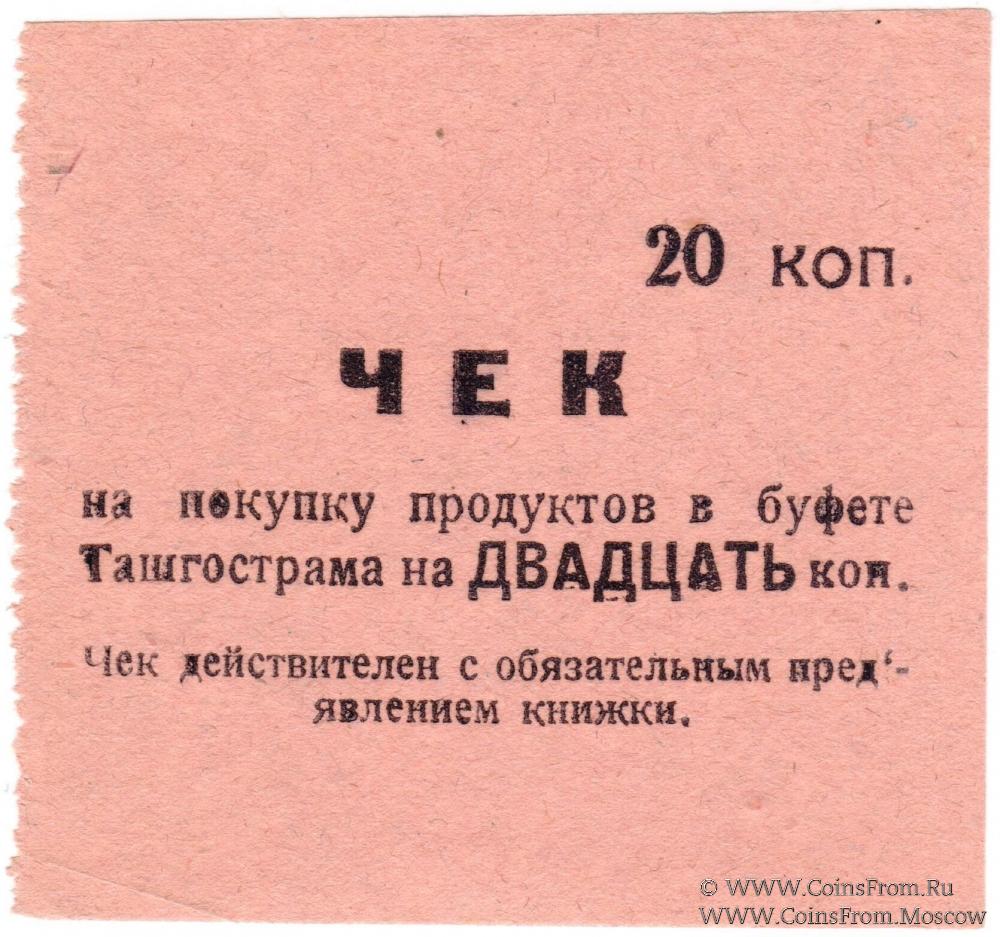 20 коп.
ЧЕК
на покупку продуктов в буфете
Ташгострама на ДВАДЦАТЬ коп.
Чек действителен с обязательным пред‘-
явлением книжки.
© WWW.CoinsFrom.Ru
WWW.CoinsFrom.Moscow